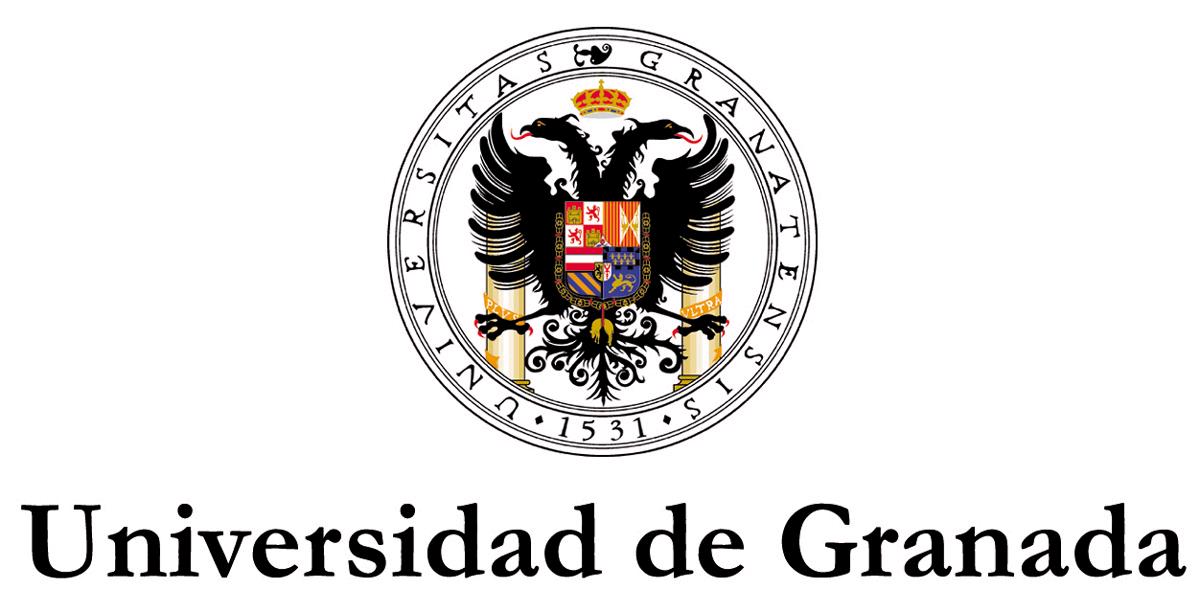 UNIVERSITAS GRANATENSIS
PLVS
VLTRA
1531
Universidad de Granada